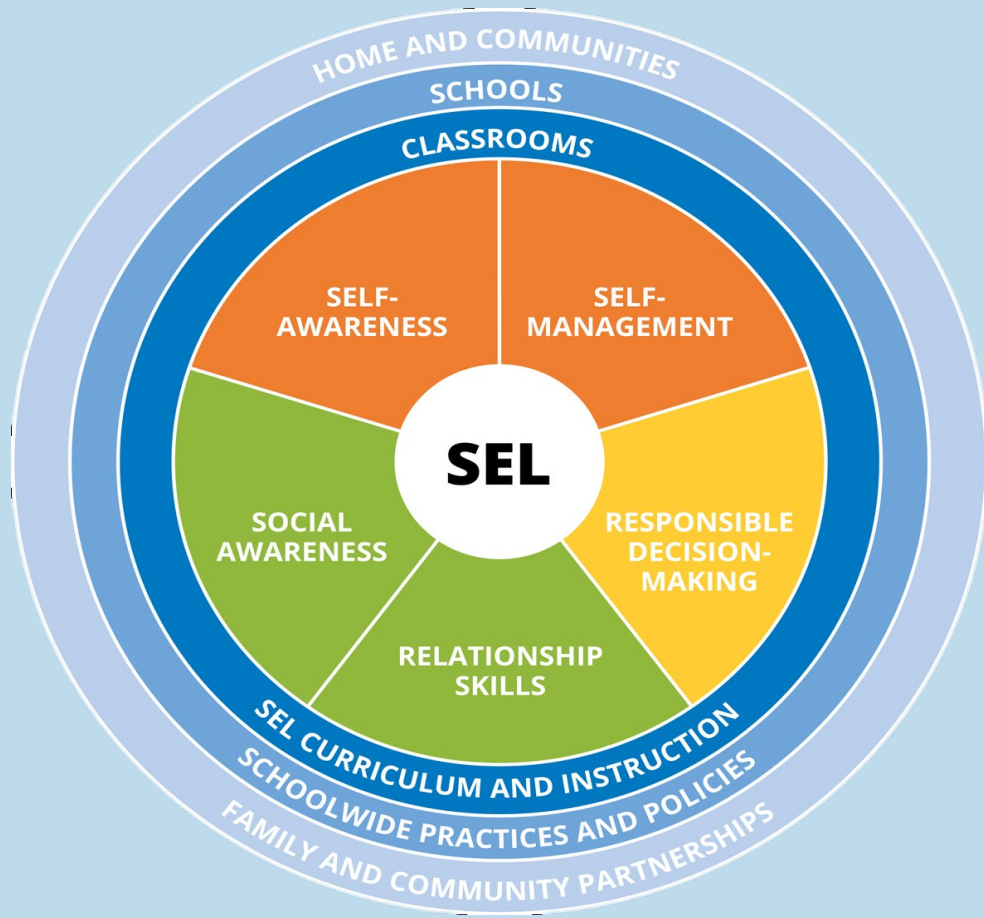 HOME AND COMMUNITIES
SCHOOLS
CLASSROOMS
SELF-
AWARENESS
SELF-
MANAGEMENT
SEL
SOCIAL
AWARENESS
RESPONSIBLE
DECISION-
MAKING
RELATIONSHIP
SKILLS
SEL CURRICULUM AND INSTRUCTION
SCHOOLWIDE PRACTICES AND POLICIES
FAMILY AND COMMUNITY PARTNERSHIPS